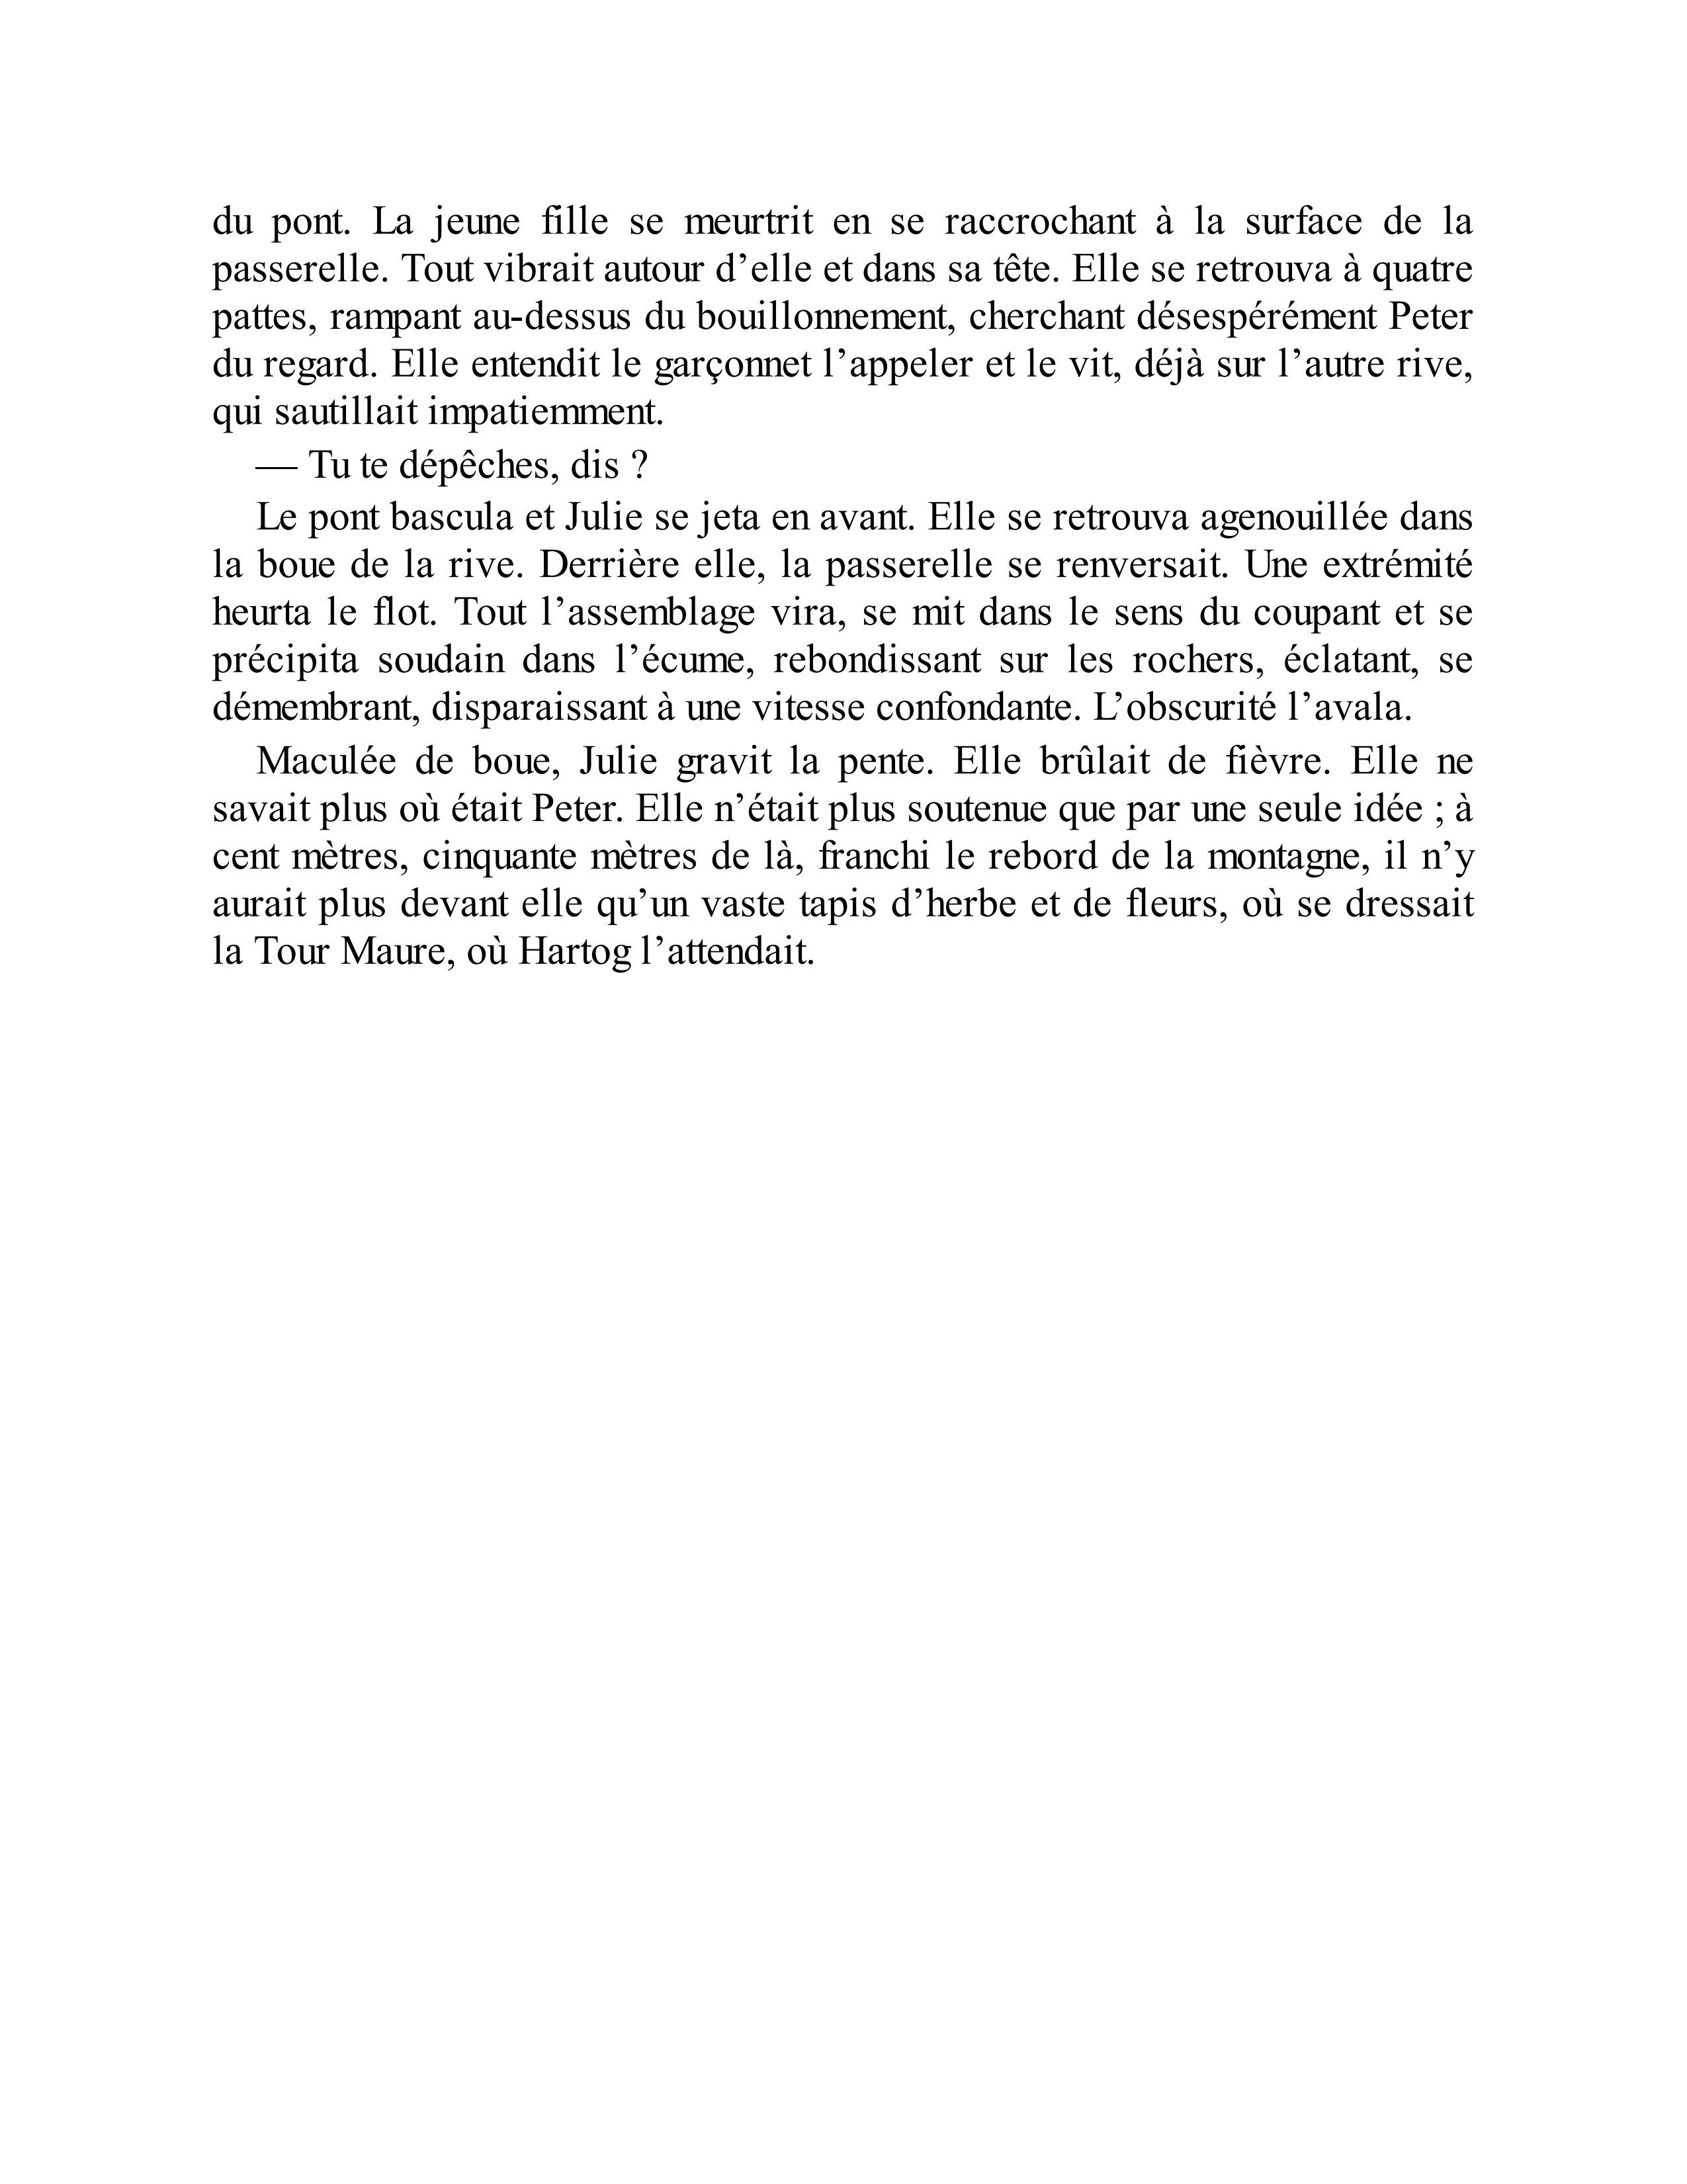 du pont. La jeune fille se meurtrit en se raccrochant à la surface de la
passerelle. Tout vibrait autour d’elle et dans sa tête. Elle se retrouva à quatre
pattes, rampant au-dessus du bouillonnement, cherchant désespérément Peter
du regard. Elle entendit le garçonnet l’appeler et le vit, déjà sur l’autre rive,
qui sautillait impatiemment.
— Tu te dépêches, dis ?
Le pont bascula et Julie se jeta en avant. Elle se retrouva agenouillée dans
la boue de la rive. Derrière elle, la passerelle se renversait. Une extrémité
heurta le flot. Tout l’assemblage vira, se mit dans le sens du coupant et se
précipita soudain dans l’écume, rebondissant sur les rochers, éclatant, se
démembrant, disparaissant à une vitesse confondante. L’obscurité l’avala.
Maculée de boue, Julie gravit la pente. Elle brûlait de fièvre. Elle ne
savait plus où était Peter. Elle n’était plus soutenue que par une seule idée ; à
cent mètres, cinquante mètres de là, franchi le rebord de la montagne, il n’y
aurait plus devant elle qu’un vaste tapis d’herbe et de fleurs, où se dressait
la Tour Maure, où Hartog l’attendait.